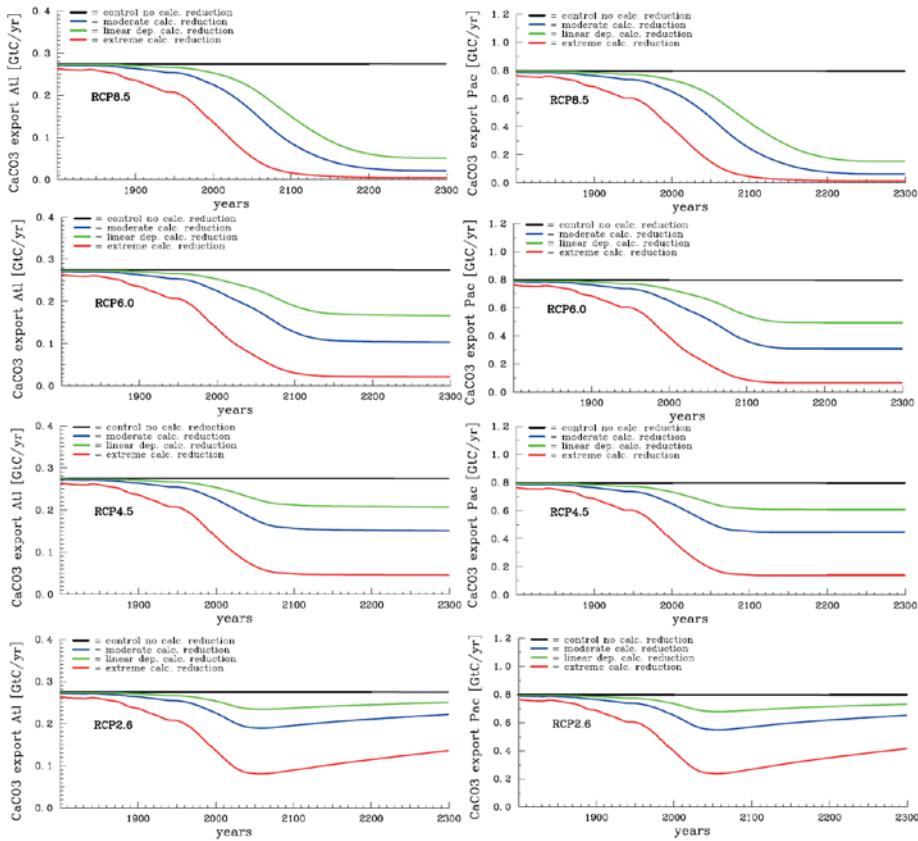 CaCO3 export Atl [GtC/yr]
0.4
0.3
0.2
0.1
0.0
= control no calc. reduction
= moderate calc. reduction
= linear dep. calc. reduction
= extreme calc. reduction
RCP8.5
1900
2000
2100
2200
2300
years
CaCO3 export Pac [GtC/yr]
1.2
1.0
0.8
0.6
0.4
0.2
0.0
= control no calc. reduction
= moderate calc. reduction
= linear dep. calc. reduction
= extreme calc. reduction
RCP8.5
1900
2000
2100
2200
2300
years
CaCO3 export Atl [GtC/yr]
0.4
0.3
0.2
0.1
0.0
= control no calc. reduction
= moderate calc. reduction
= linear dep. calc. reduction
= extreme calc. reduction
RCP6.0
1900
2000
2100
2200
2300
years
CaCO3 export Pac [GtC/yr]
1.2
1.0
0.8
0.6
0.4
0.2
0.0
= control no calc. reduction
= moderate calc. reduction
= linear dep. calc. reduction
= extreme calc. reduction
RCP6.0
1900
2000
2100
2200
2300
years
CaCO3 export Atl [GtC/yr]
0.4
0.3
0.2
0.1
0.0
= control no calc. reduction
= moderate calc. reduction
= linear dep. calc. reduction
= extreme calc. reduction
RCP4.5
1900
2000
2100
2200
2300
years
CaCO3 export Pac [GtC/yr]
1.2
1.0
0.8
0.6
0.4
0.2
0.0
= control no calc. reduction
= moderate calc. reduction
= linear dep. calc. reduction
= extreme calc. reduction
RCP4.5
1900
2000
2100
2200
2300
years
CaCO3 export Atl [GtC/yr]
0.4
0.3
0.2
0.1
0.0
= control no calc. reduction
= moderate calc. reduction
= linear dep. calc. reduction
= extreme calc. reduction
RCP2.6
1900
2000
2100
2200
2300
years
CaCO3 export Pac [GtC/yr]
1.2
1.0
0.8
0.6
0.4
0.2
0.0
= control no calc. reduction
= moderate calc. reduction
= linear dep. calc. reduction
= extreme calc. reduction
RCP2.6
1900
2000
2100
2200
2300
years